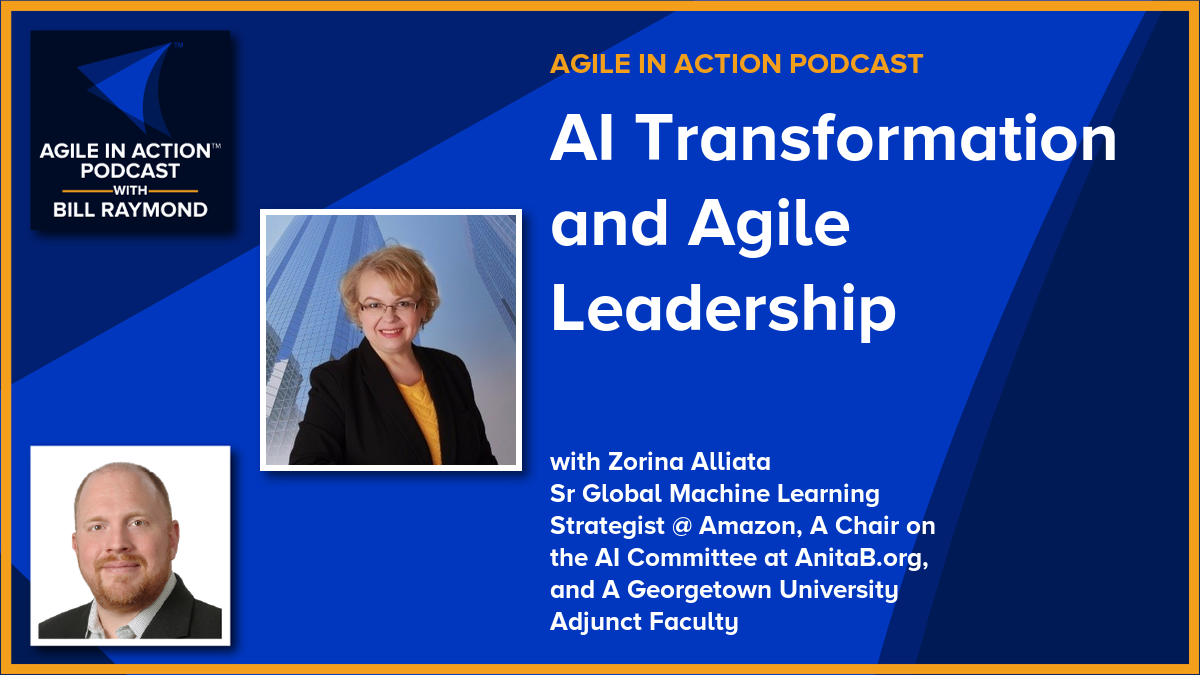 AGILE IN ACTION™
PODCAST
WITH
BILL RAYMOND
AGILE IN ACTION PODCAST
AI Transformation
and Agile
Leadership
with Zorina Alliata
Sr Global Machine Learning
Strategist @ Amazon, A Chair on
the AI Committee at AnitaB.org,
and A Georgetown University
Adjunct Faculty